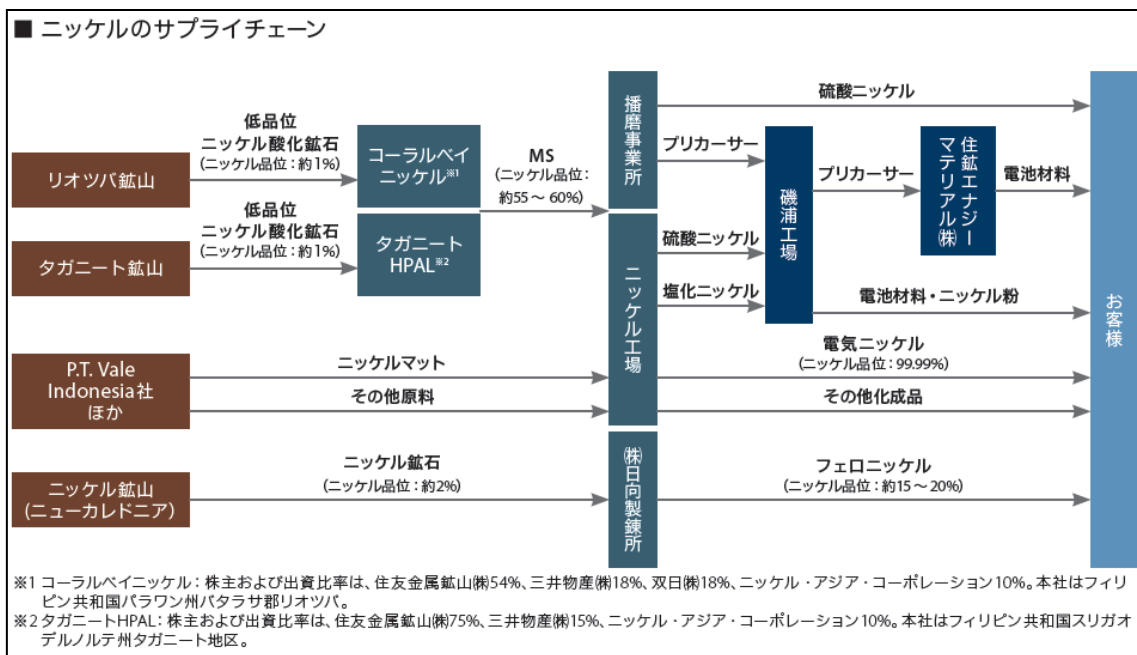 ■ ニッケルのサプライチェーン
リオツバ鉱山
低品位
ニッケル酸化鉱石
(ニッケル品位:約1%)
コーラルベイ
ニッケル※1
タガニート鉱山
低品位
ニッケル酸化鉱石
(ニッケル品位:約1%)
タガニート
HPAL※2
MS
(ニッケル品位:
約55~60%)
P.T. Vale
Indonesia社
ほか
ニッケルマット
その他原料
ニッケル鉱山
(ニューカレドニア)
ニッケル鉱石
(ニッケル品位:約2%)
播磨事業所
ニッケル工場
㈱日向製錬所
硫酸ニッケル
プリカーサー
硫酸ニッケル
塩化ニッケル
磯浦工場
プリカーサー
住鉱エナジー
マテリアル㈱
電池材料
電池材料・ニッケル粉
電気ニッケル
(ニッケル品位:99.99%)
その他化成品
フェロニッケル
(ニッケル品位:約15~20%)
お客様
※1 コーラルベイニッケル:株主および出資比率は、住友金属鉱山㈱54%、三井物産㈱18%、双日㈱18%、ニッケル・アジア・コーポレーション10%。本社はフィリ
ピン共和国パラワン州バタラサ郡リオツバ。
※2 タガニートHPAL:株主および出資比率は、住友金属鉱山㈱75%、三井物産㈱15%、ニッケル・アジア・コーポレーション10%。本社はフィリピン共和国スリガオ
デルノルテ州タガニート地区。